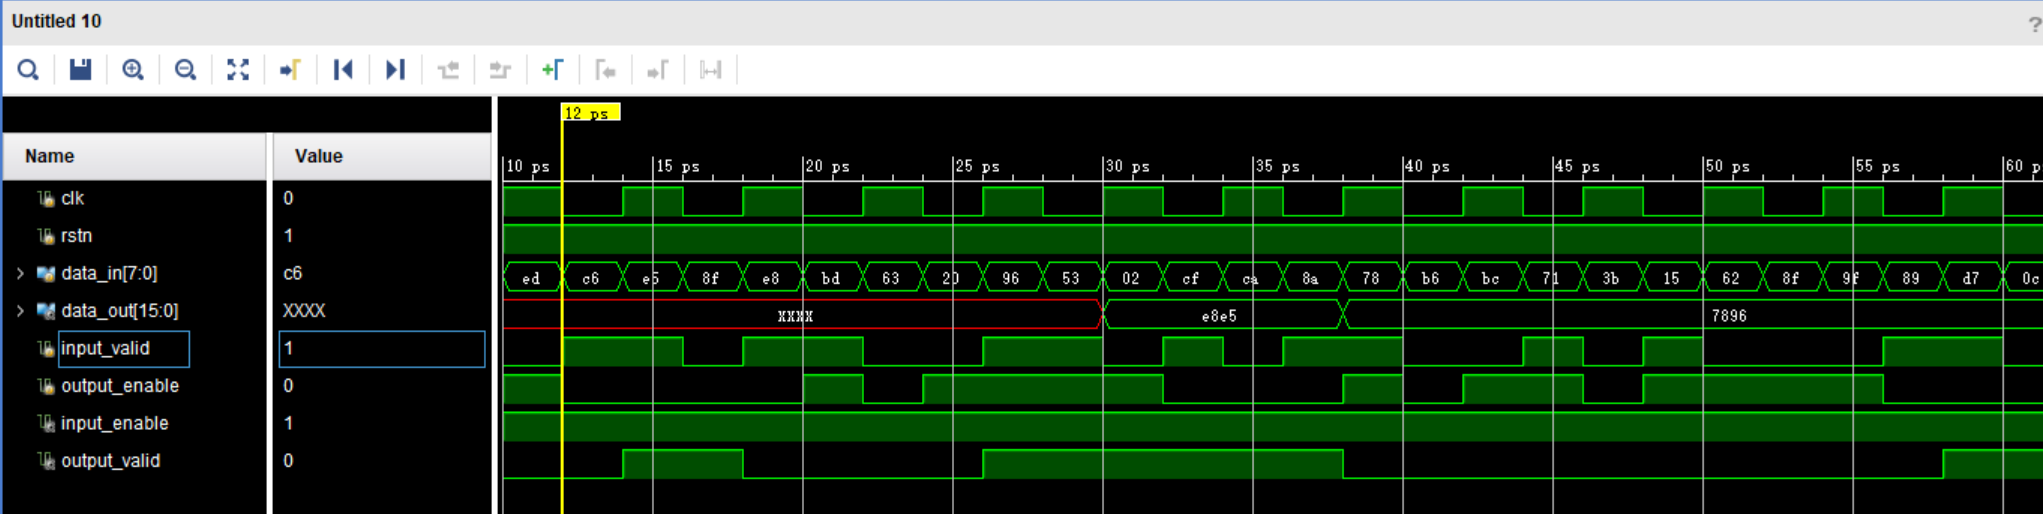 Untitled 10
?
12 ps
Name Value
10 ps 15 ps 20 ps 25 ps 30 ps 35 ps 40 ps 45 ps 50 ps 55 ps 60 p
clk 0
rstn 1
data_in[7:0] c6 ed c6 e5 8f e8 bd 63 20 96 53 02 cf ca 8a 78 b6 bc 71 3b 15 62 8f 9f 89 d7 0c
data_out[15:0] XXXX XXXX e8e5 7896
input_valid 1
output_enable 0
input_enable 1
output_valid 0